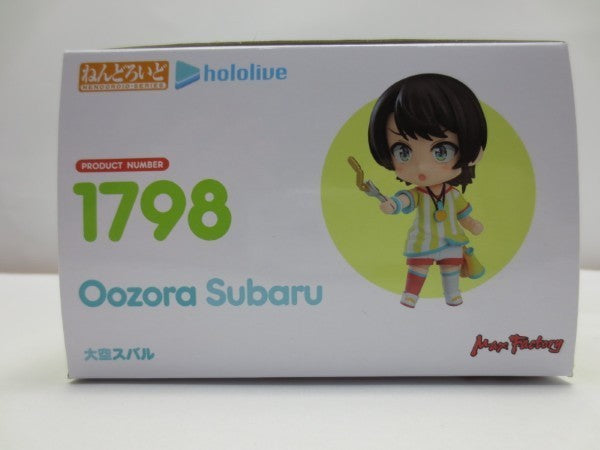 ねんどろいど
NENDOROID・SERIES
hololive
PRODUCT NUMBER
1798
Oozora Subaru
大空スバル
Max Factory